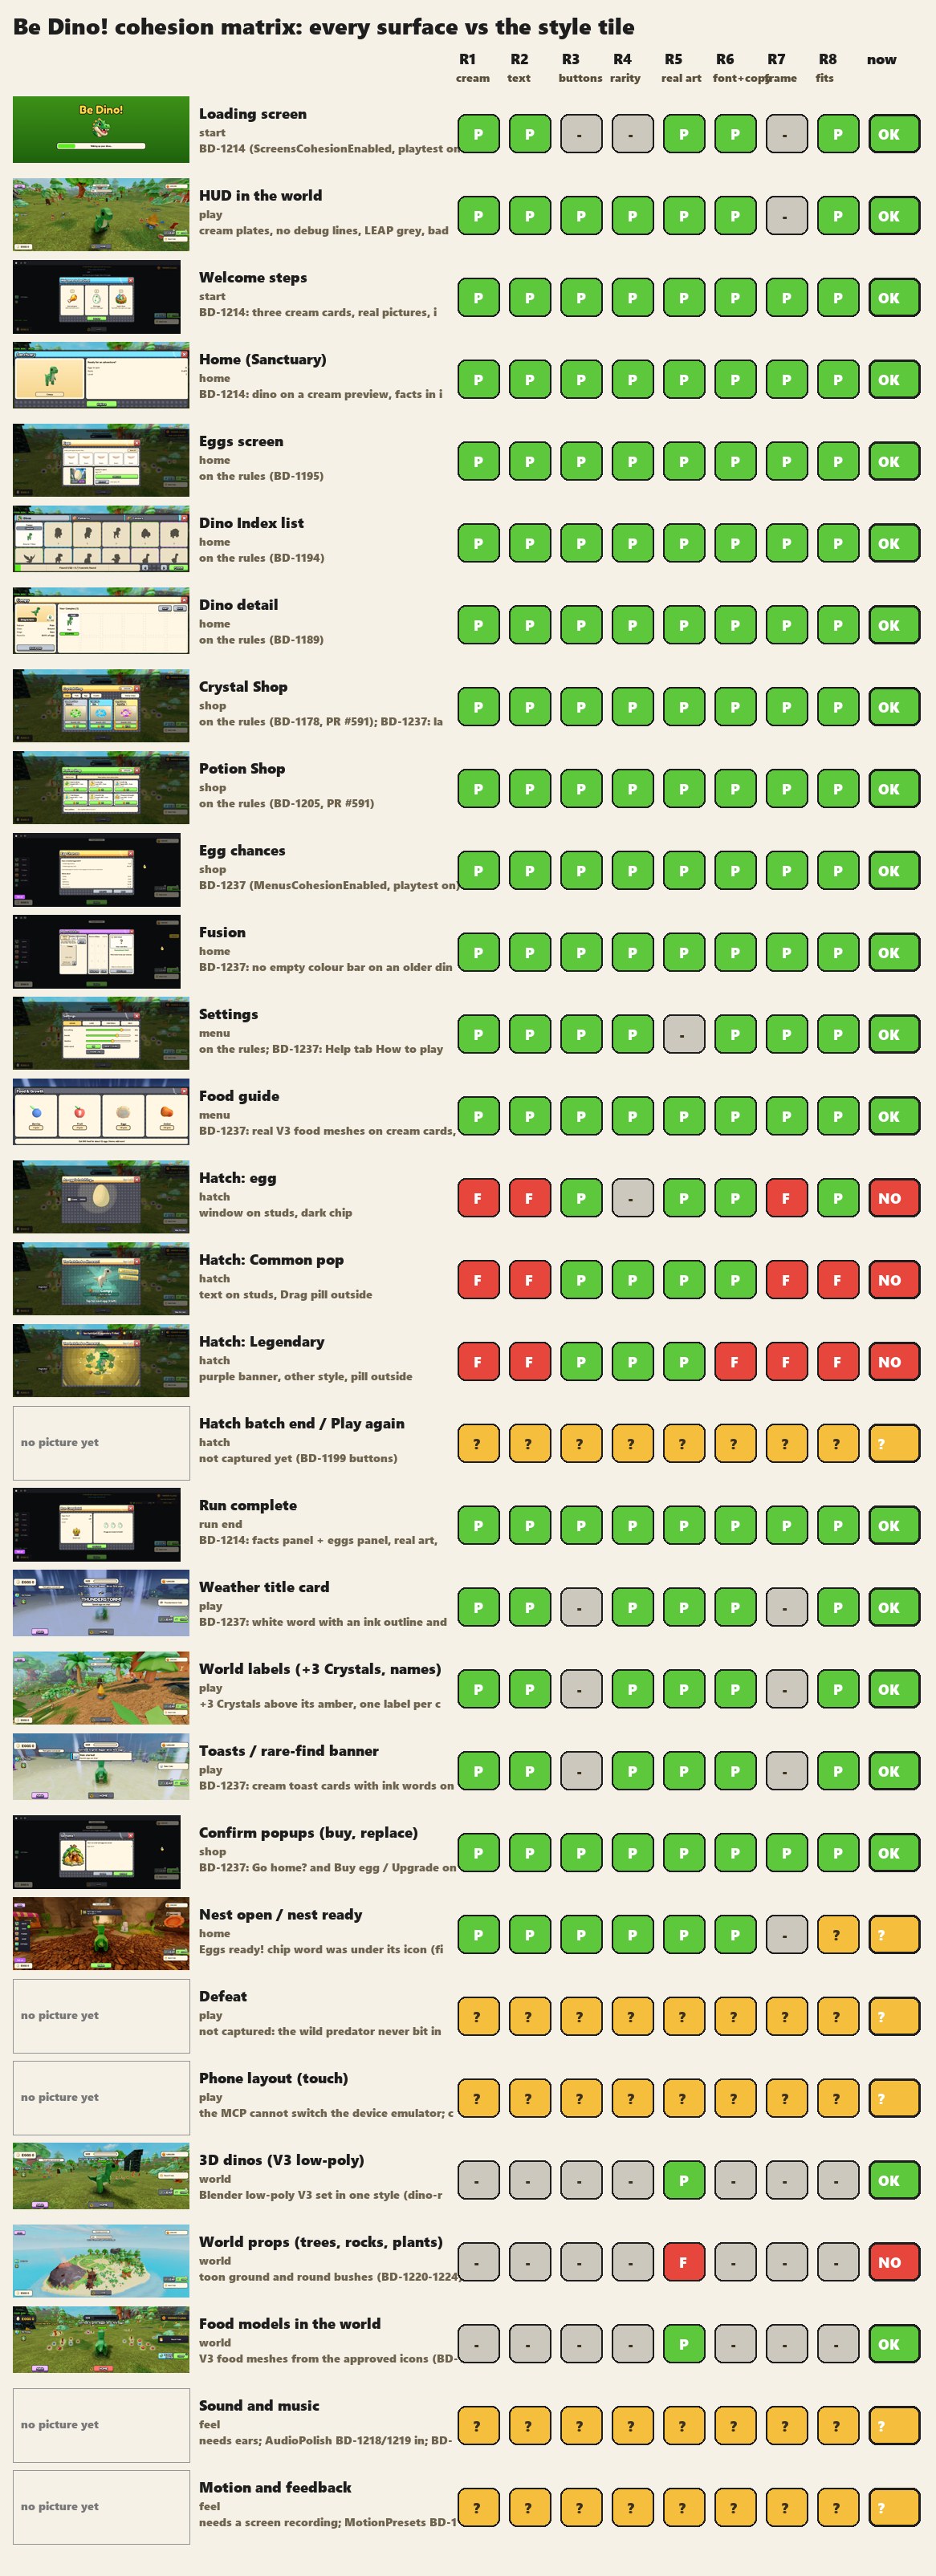 Be Dino! cohesion matrix: every surface vs the style tile
R1 R2 R3 R4 R5 R6 R7 R8 now
cream text buttons rarity real art font+copy frame fits
Be Dino!
Loading screen
start
BD-1214 (ScreensCohesionEnabled, playtest on
P P - - P P - P OK
HUD in the world
play
cream plates, no debug lines, LEAP grey, bad
P P P P P P - P OK
Welcome steps
start
BD-1214: three cream cards, real pictures, i
P P P P P P P P OK
Home (Sanctuary)
home
BD-1214: dino on a cream preview, facts in i
P P P P P P P P OK
Eggs screen
home
on the rules (BD-1195)
P P P P P P P P OK
Dino Index list
home
on the rules (BD-1194)
P P P P P P P P OK
Dino detail
home
on the rules (BD-1189)
P P P P P P P P OK
Crystal Shop
shop
on the rules (BD-1178, PR #591); BD-1237: la
P P P P P P P P OK
Potion Shop
shop
on the rules (BD-1205, PR #591)
P P P P P P P P OK
Egg chances
shop
BD-1237 (MenusCohesionEnabled, playtest on)
P P P P P P P P OK
Fusion
home
BD-1237: no empty colour bar on an older din
P P P P P P P P OK
Settings
menu
on the rules; BD-1237: Help tab How to play
P P P P - P P P OK
Food guide
menu
BD-1237: real V3 food meshes on cream cards,
P P P P P P P P OK
Hatch: egg
hatch
window on studs, dark chip
F F P - P P F P NO
Hatch: Common pop
hatch
text on studs, Drag pill outside
F F P P P P F F NO
Hatch: Legendary
hatch
purple banner, other style, pill outside
F F P P P F F F NO
no picture yet
Hatch batch end / Play again
hatch
not captured yet (BD-1199 buttons)
? ? ? ? ? ? ? ? ?
Run complete
run end
BD-1214: facts panel + eggs panel, real art,
P P P P P P P P OK
THUNDERSTORM!
Weather title card
play
BD-1237: white word with an ink outline and
P P - P P P - P OK
World labels (+3 Crystals, names)
play
+3 Crystals above its amber, one label per c
P P - P P P - P OK
Toasts / rare-find banner
play
BD-1237: cream toast cards with ink words on
P P - P P P - P OK
Confirm popups (buy, replace)
shop
BD-1237: Go home? and Buy egg / Upgrade on
P P P P P P P P OK
Nest open / nest ready
home
Eggs ready! chip word was under its icon (fi
P P P P P P - ? ?
no picture yet
Defeat
play
not captured: the wild predator never bit in
? ? ? ? ? ? ? ? ?
no picture yet
Phone layout (touch)
play
the MCP cannot switch the device emulator; c
? ? ? ? ? ? ? ? ?
3D dinos (V3 low-poly)
world
Blender low-poly V3 set in one style (dino-r
- - - - P - - - OK
World props (trees, rocks, plants)
world
toon ground and round bushes (BD-1220-1224)
- - - - F - - - NO
Food models in the world
world
V3 food meshes from the approved icons (BD-
- - - - P - - - OK
no picture yet
Sound and music
feel
needs ears; AudioPolish BD-1218/1219 in; BD-
? ? ? ? ? ? ? ? ?
no picture yet
Motion and feedback
feel
needs a screen recording; MotionPresets BD-1
? ? ? ? ? ? ? ? ?